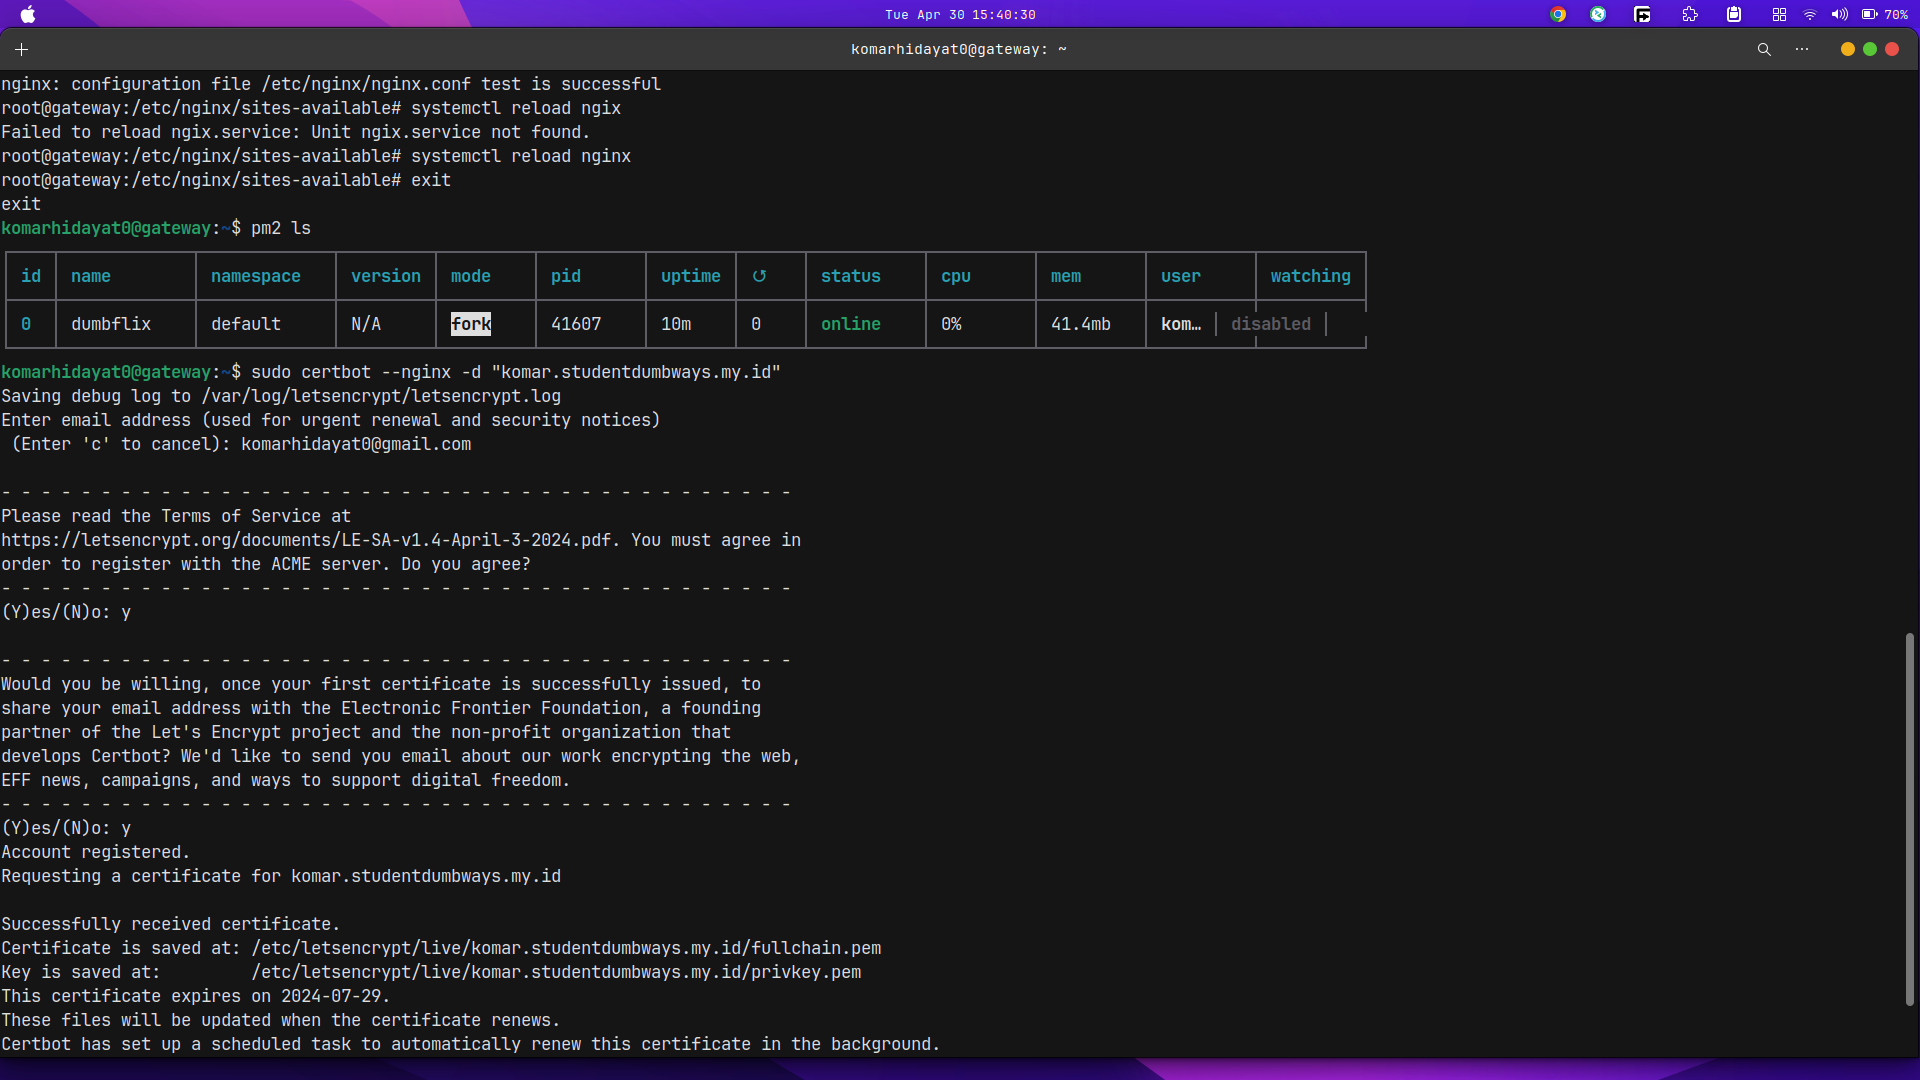 Tue Apr 30 15:40:30
70%
komarhidayat0@gateway: ~
nginx: configuration file /etc/nginx/nginx.conf test is successful
root@gateway:/etc/nginx/sites-available# systemctl reload ngix
Failed to reload ngix.service: Unit ngix.service not found.
root@gateway:/etc/nginx/sites-available# systemctl reload nginx
root@gateway:/etc/nginx/sites-available# exit
exit
komarhidayat0@gateway:~$ pm2 ls
id name namespace version mode pid uptime ↺ status cpu mem user watching
0 dumbflix default N/A fork 41607 10m 0 online 0% 41.4mb kom… disabled
komarhidayat0@gateway:~$ sudo certbot --nginx -d "komar.studentdumbways.my.id"
Saving debug log to /var/log/letsencrypt/letsencrypt.log
Enter email address (used for urgent renewal and security notices)
 (Enter 'c' to cancel): komarhidayat0@gmail.com
- - - - - - - - - - - - - - - - - - - - - - - - - - - - - - - - - - - - - - - -
Please read the Terms of Service at
https://letsencrypt.org/documents/LE-SA-v1.4-April-3-2024.pdf. You must agree in
order to register with the ACME server. Do you agree?
- - - - - - - - - - - - - - - - - - - - - - - - - - - - - - - - - - - - - - - -
(Y)es/(N)o: y
- - - - - - - - - - - - - - - - - - - - - - - - - - - - - - - - - - - - - - - -
Would you be willing, once your first certificate is successfully issued, to
share your email address with the Electronic Frontier Foundation, a founding
partner of the Let's Encrypt project and the non-profit organization that
develops Certbot? We'd like to send you email about our work encrypting the web,
EFF news, campaigns, and ways to support digital freedom.
- - - - - - - - - - - - - - - - - - - - - - - - - - - - - - - - - - - - - - - -
(Y)es/(N)o: y
Account registered.
Requesting a certificate for komar.studentdumbways.my.id
Successfully received certificate.
Certificate is saved at: /etc/letsencrypt/live/komar.studentdumbways.my.id/fullchain.pem
Key is saved at:         /etc/letsencrypt/live/komar.studentdumbways.my.id/privkey.pem
This certificate expires on 2024-07-29.
These files will be updated when the certificate renews.
Certbot has set up a scheduled task to automatically renew this certificate in the background.